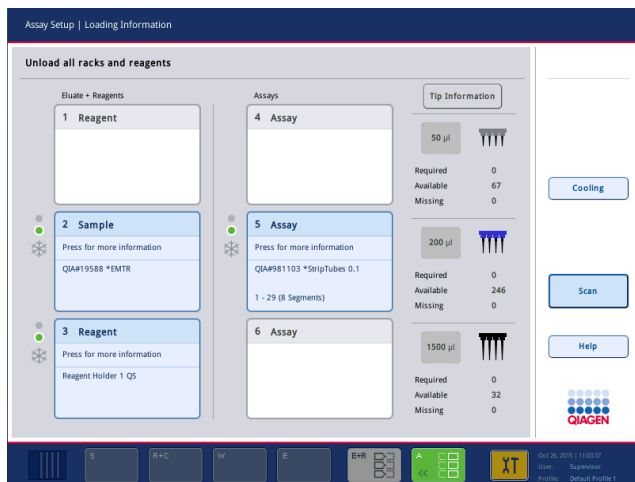 Assay Setup | Loading Information
Unload all racks and reagents
Eluate + Reagents
Assays
Tip Information
1 Reagent
4 Assay
50 µl
Required 0
Available 67
Missing 0
Cooling
2 Sample
Press for more information
QIA#19588 *EMTR
5 Assay
Press for more information
QIA#981103 *StripTubes 0.1
1 - 29 (8 Segments)
200 µl
Required 0
Available 246
Missing 0
Scan
3 Reagent
Press for more information
Reagent Holder 1 QS
6 Assay
1500 µl
Required 0
Available 32
Missing 0
Help
QIAGEN
S
R+C
W
E
E+R
A
Oct 26, 2015 | 11:03:37
User: Supervisor
Profile: Default Profile 1